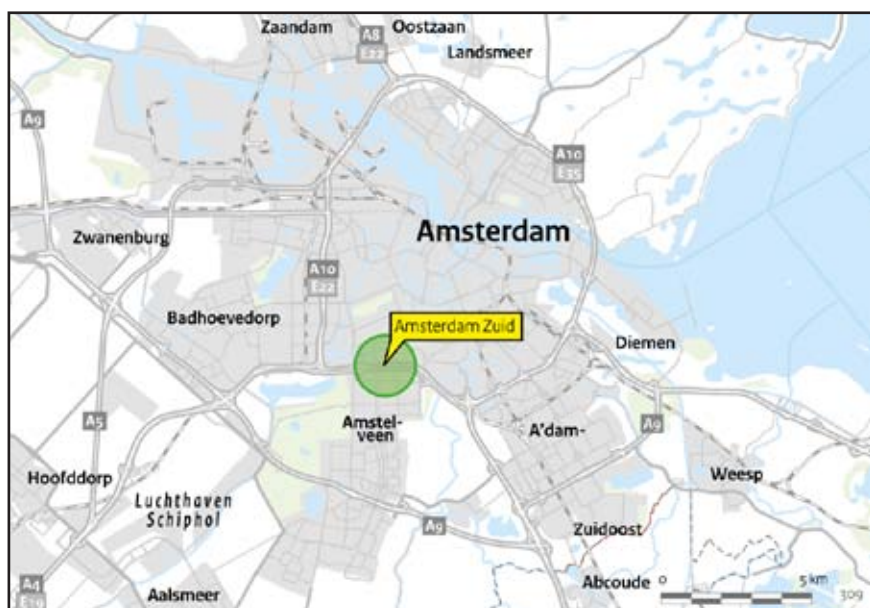 Zaandam
A8
E22
Oostzaan
Landsmeer
A9
A10
E35
Zwanenburg
Amsterdam
A10
E22
Badhoevedorp
Amsterdam Zuid
Diemen
A5
Amstel-
veen
A'dam-
A9
Hoofddorp
Weesp
Luchthaven
Schiphol
A9
Zuidoost
A4
E19
Aalsmeer
Abcoude
0
5 km
309